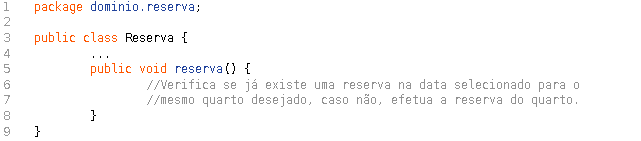 1 package dominio.reserva;
2
3 public class Reserva {
4 ...
5 public void reserva() {
6 //Verifica se já existe uma reserva na data selecionado para o
7 //mesmo quarto desejado, caso não, efetua a reserva do quarto.
8 }
9 }